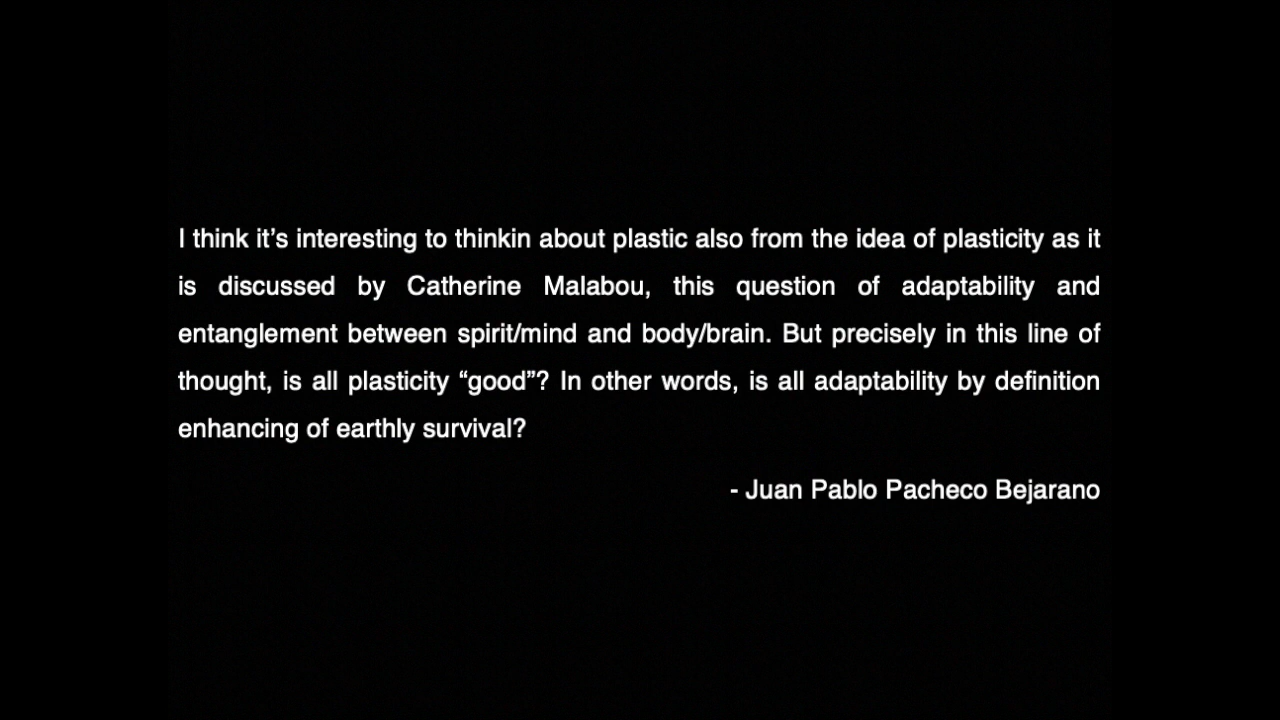 I think it’s interesting to thinkin about plastic also from the idea of plasticity as it
is discussed by Catherine Malabou, this question of adaptability and
entanglement between spirit/mind and body/brain. But precisely in this line of
thought, is all plasticity “good”? In other words, is all adaptability by definition
enhancing of earthly survival?
- Juan Pablo Pacheco Bejarano